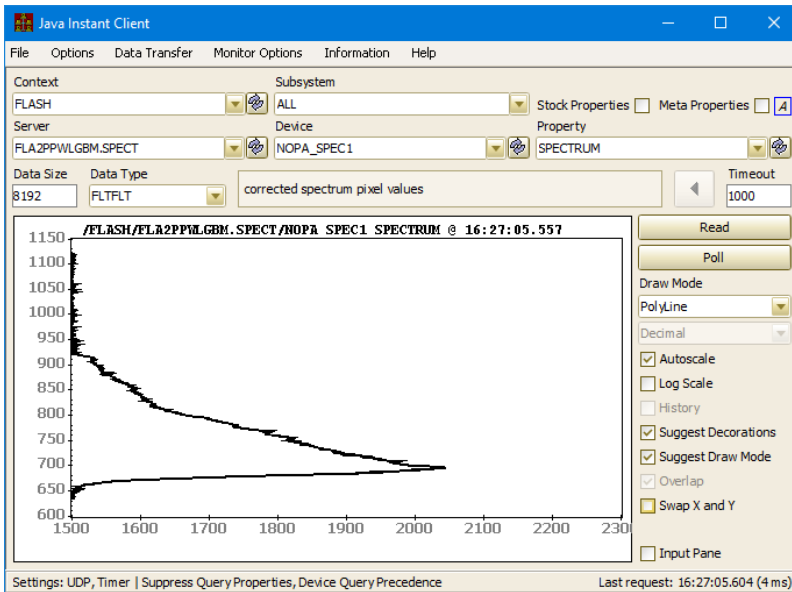 Java Instant Client
File Options Data Transfer Monitor Options Information Help
Context Subsystem
FLASH ALL Stock Properties Meta Properties A
Server Device Property
FLA2PPWLGBM.SPECT NOPA_SPEC1 SPECTRUM
Data Size Data Type Timeout
8192 FLTFLT corrected spectrum pixel values 1000
/FLASH/FLA2PPWLGBM.SPECT/NOPA SPEC1 SPECTRUM @ 16:27:05.557
1150
1100
1050
1000
950
900
850
800
750
700
650
600
1500 1600 1700 1800 1900 2000 2100 2200 230
Read
Poll
Draw Mode
PolyLine
Decimal
Autoscale
Log Scale
History
Suggest Decorations
Suggest Draw Mode
Overlap
Swap X and Y
Input Pane
Settings: UDP, Timer | Suppress Query Properties, Device Query Precedence Last request: 16:27:05.604 (4 ms)